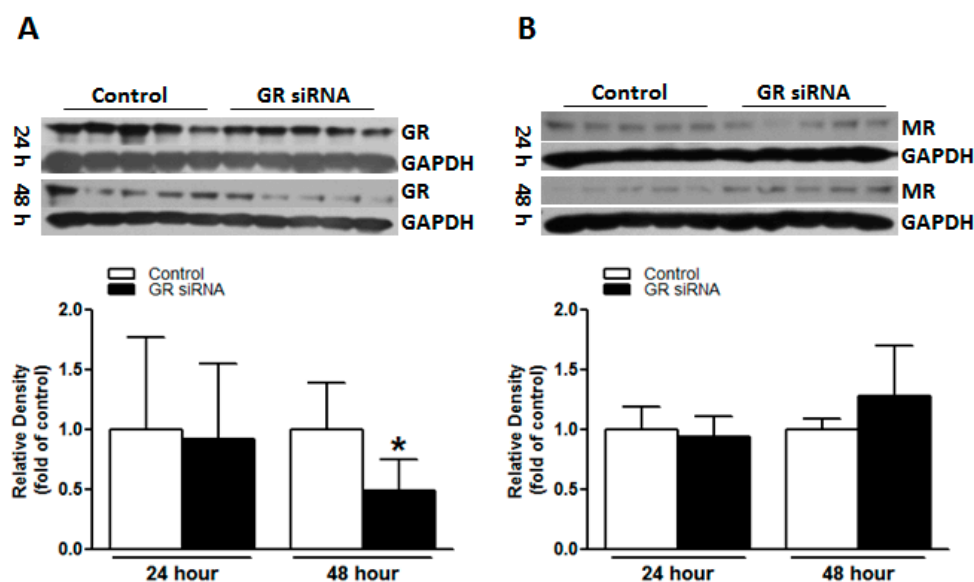 A
B
Control GR siRNA
Control GR siRNA
24 h GR
GAPDH
48 h GR
GAPDH
24 h MR
GAPDH
48 h MR
GAPDH
Control
GR siRNA
Relative Density
(fold of control)
2.0
1.5
1.0
0.5
0.0
*
24 hour 48 hour
Control
GR siRNA
Relative Density
(fold of control)
2.0
1.5
1.0
0.5
0.0
24 hour 48 hour